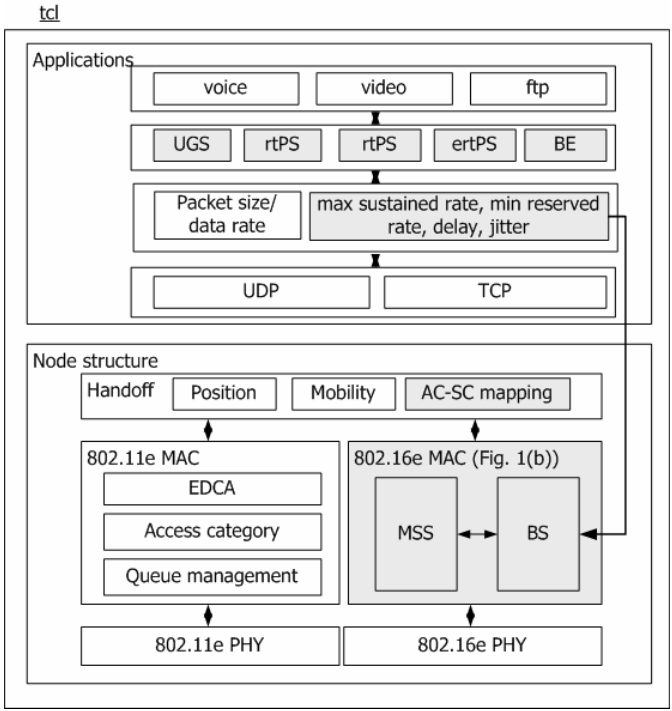 tcl
Applications
voice
video
ftp
UGS
rtPS
rtPS
ertPS
BE
Packet size/
data rate
max sustained rate, min reserved
rate, delay, jitter
UDP
TCP
Node structure
Handoff
Position
Mobility
AC-SC mapping
802.11e MAC
EDCA
Access category
Queue management
802.16e MAC (Fig. 1(b))
MSS
BS
802.11e PHY
802.16e PHY